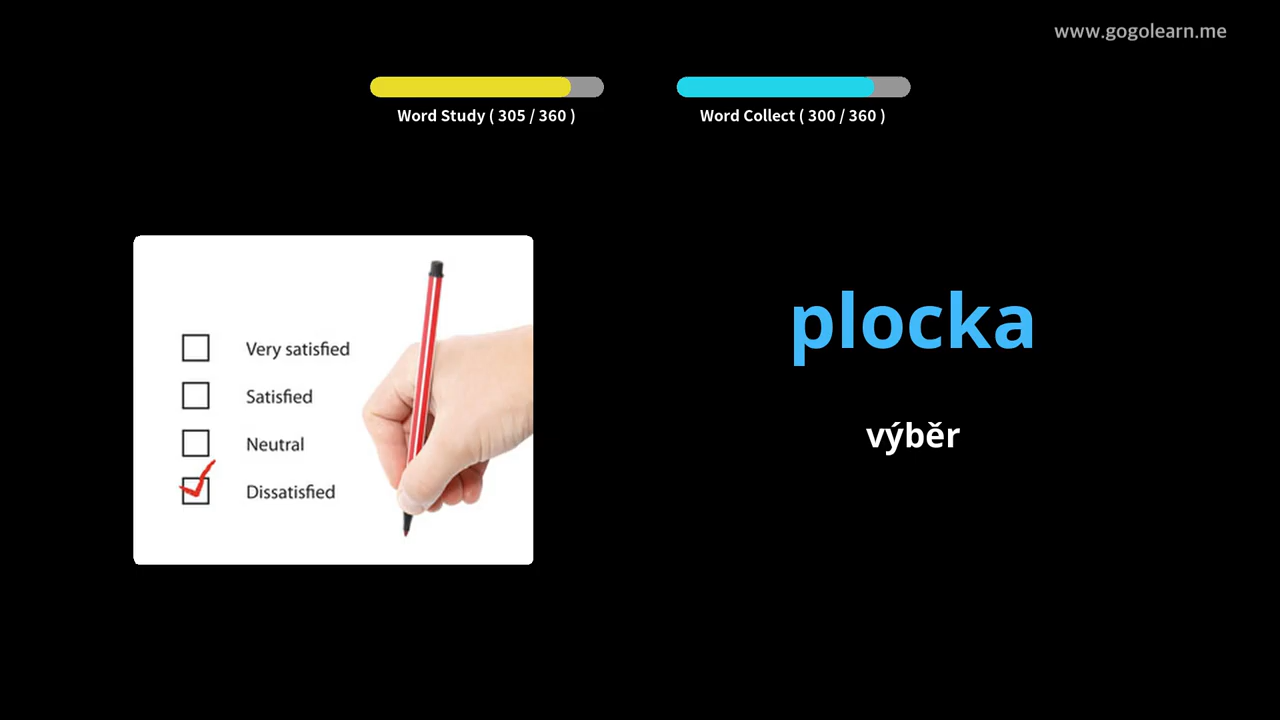 www.gogolearn.me
Word Study ( 305 / 360 )
Word Collect ( 300 / 360 )
Very satisfied
Satisfied
Neutral
Dissatisfied
plocka
výběr